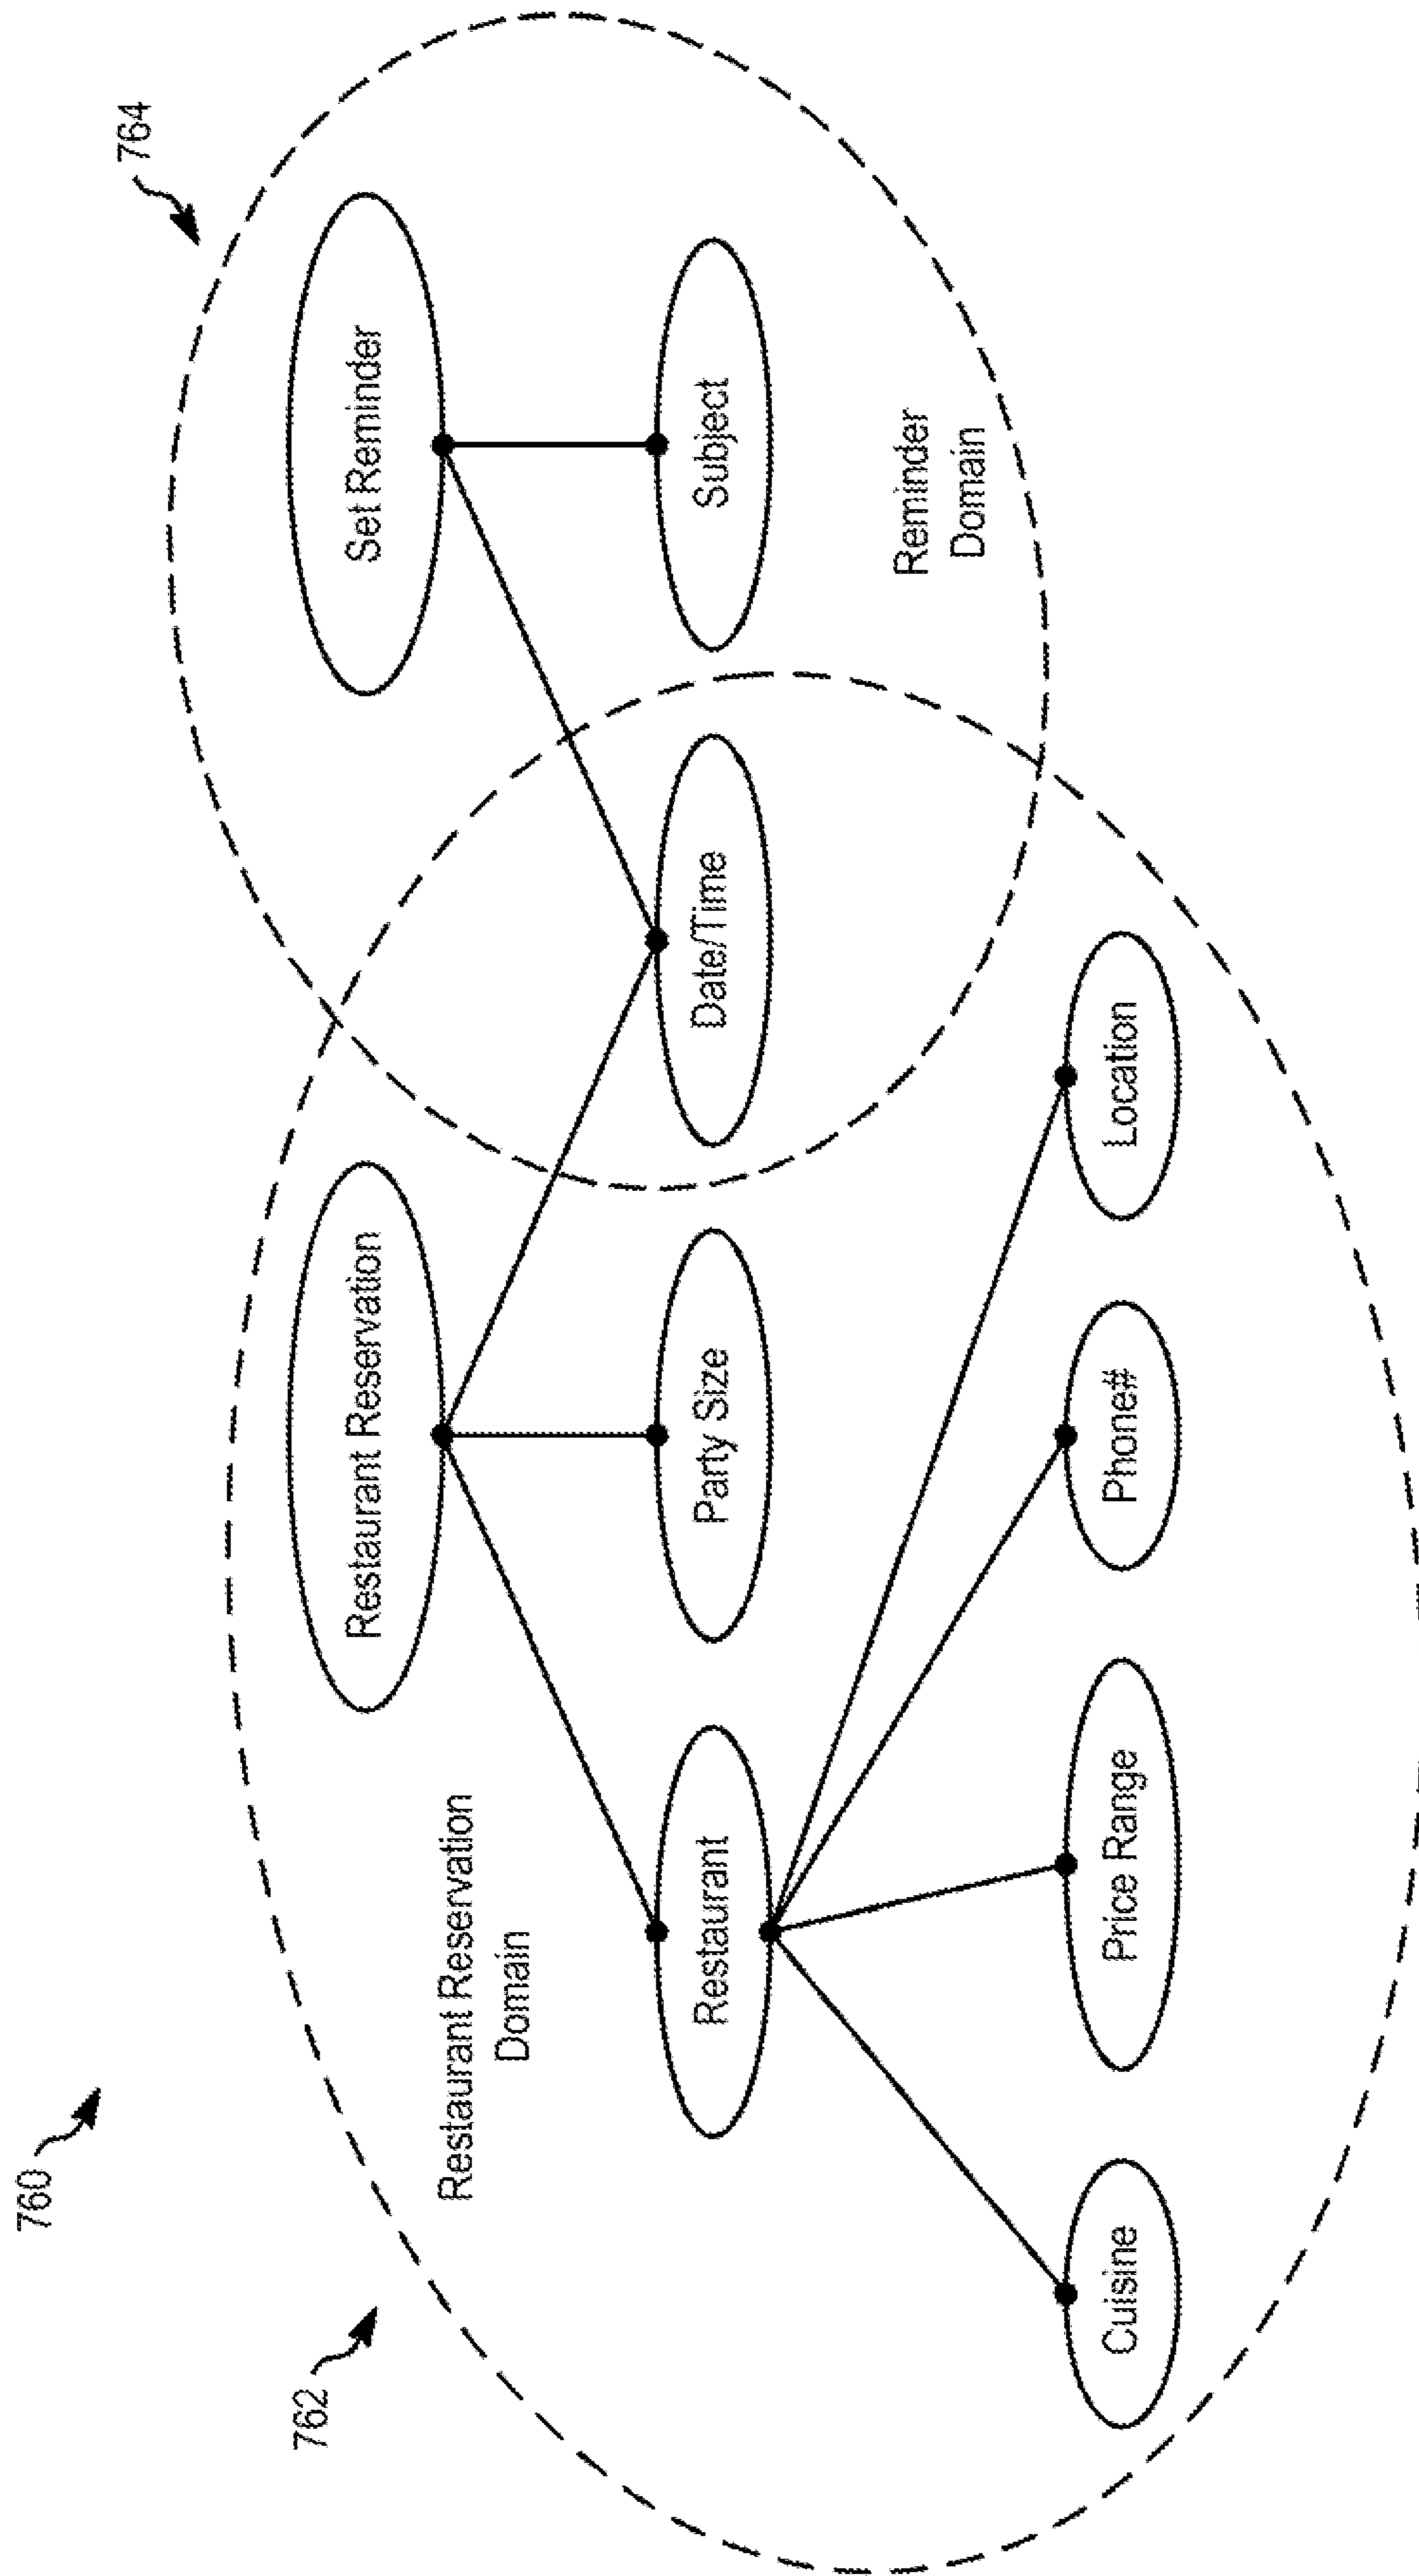 760
762
764
Restaurant Reservation
Set Reminder
Restaurant Reservation
Domain
Restaurant
Party Size
Date/Time
Subject
Reminder
Domain
Cuisine
Price Range
Phone#
Location